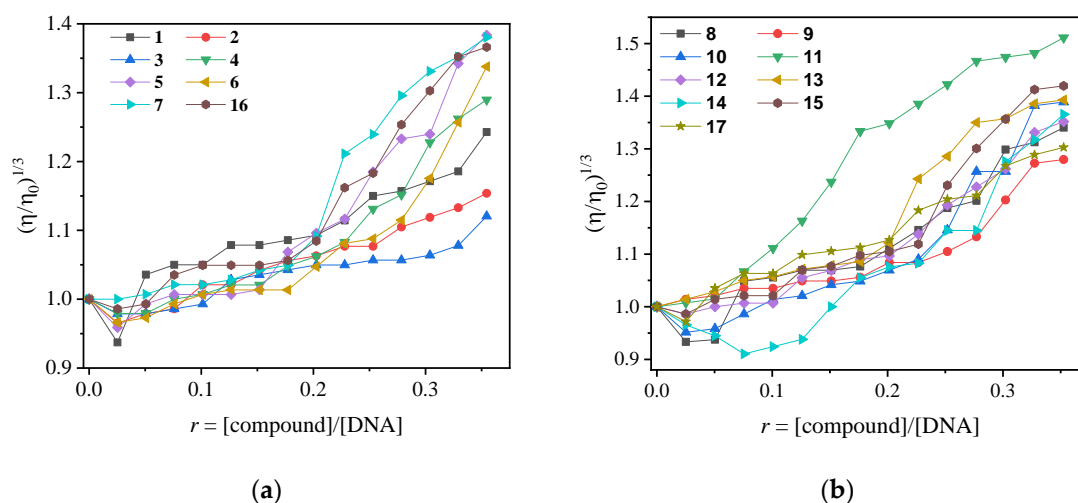 1.4
1.3
1.2
1.1
1.0
0.9
(η/η0)1/3
1 2
3 4
5 6
7 16
0.0 0.1 0.2 0.3
r = [compound]/[DNA]
(a)
1.5
1.4
1.3
1.2
1.1
1.0
0.9
(η/η0)1/3
8 9
10 11
12 13
14 15
17
0.0 0.1 0.2 0.3
r = [compound]/[DNA]
(b)